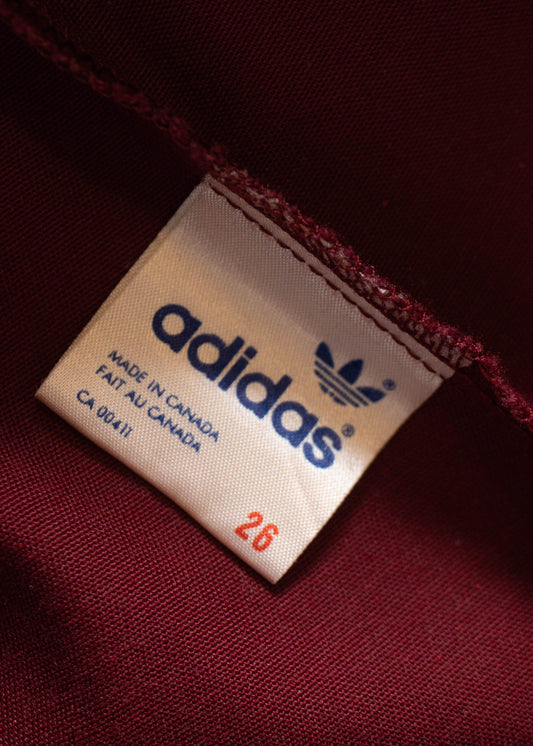 adidas®
®
MADE IN CANADA
FAIT AU CANADA
CA 00411
26